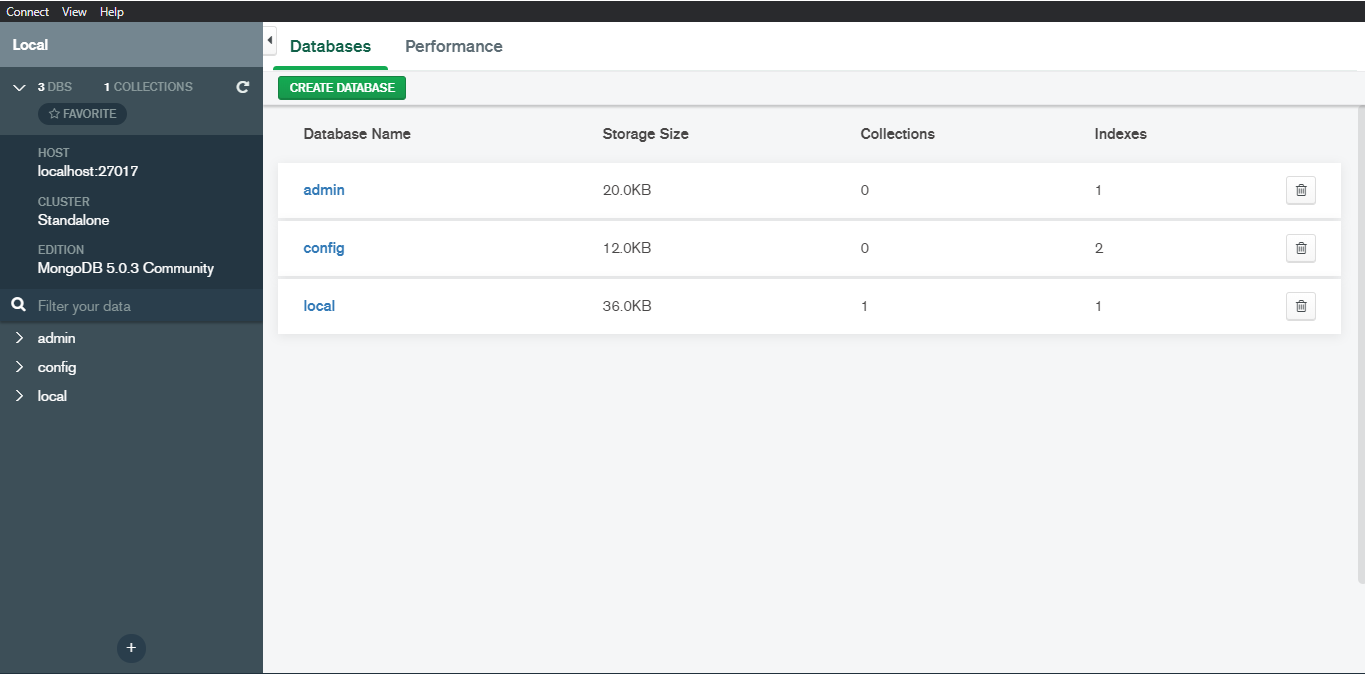 Connect View Help
Local
3 DBS 1 COLLECTIONS
FAVORITE
HOST
localhost:27017
CLUSTER
Standalone
EDITION
MongoDB 5.0.3 Community
Filter your data
admin
config
local
+
Databases Performance
CREATE DATABASE
Database Name Storage Size Collections Indexes
admin 20.0KB 0 1
config 12.0KB 0 2
local 36.0KB 1 1